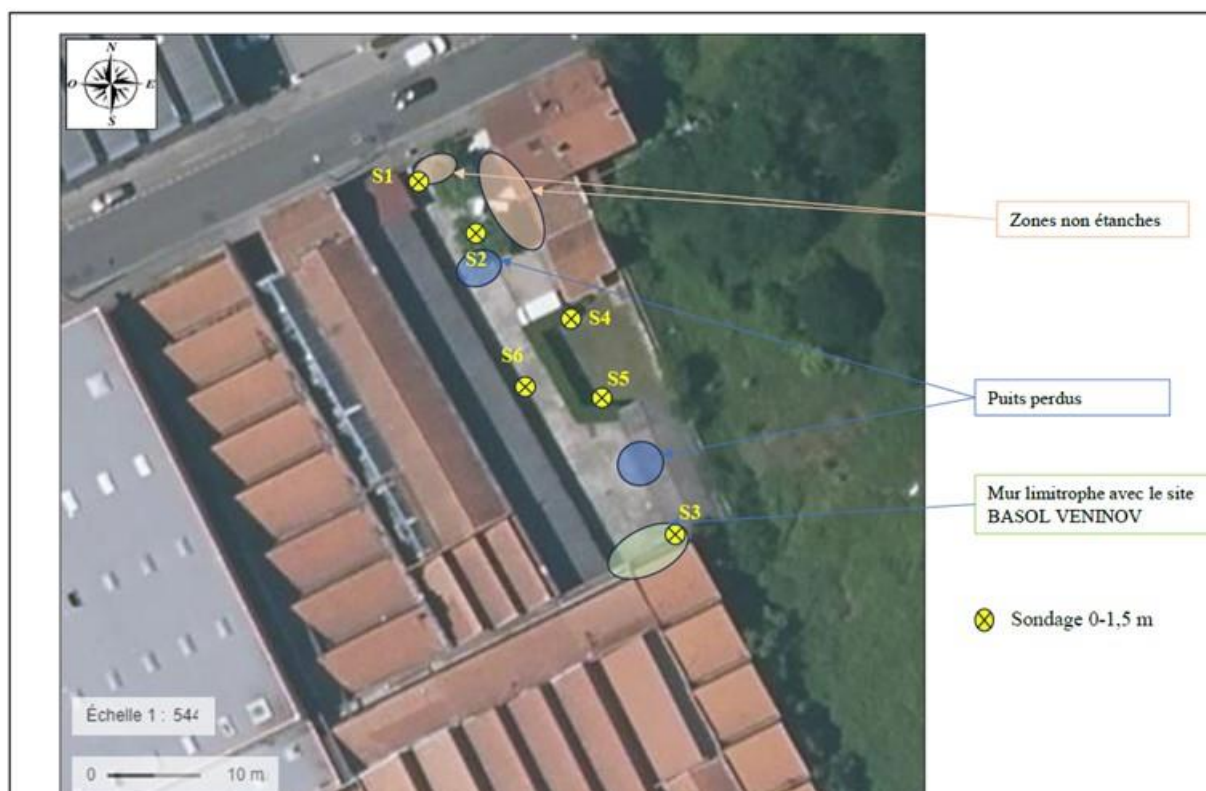 N
O
E
S
S1
S2
S4
S6
S5
S3
Zones non étanches
Puits perdus
Mur limitrophe avec le site
BASOL VENINOV
Sondage 0-1,5 m
Échelle 1 : 544
0
10 m